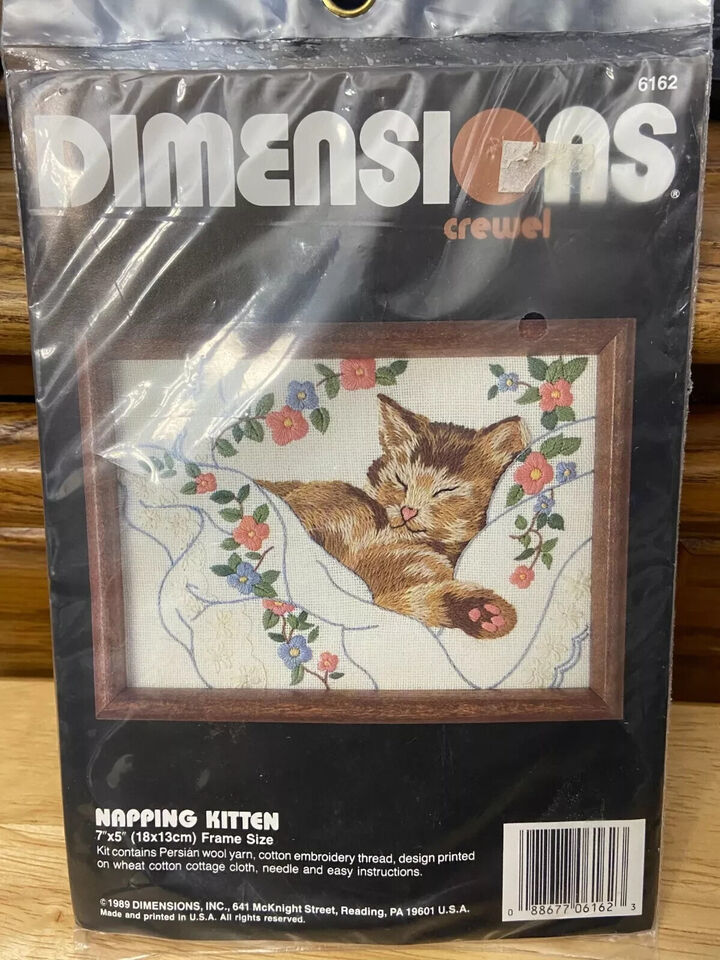 6162
DIMENSIONS®
crewel
NAPPING KITTEN
7"x5" (18x13cm) Frame Size
Kit contains Persian wool yarn, cotton embroidery thread, design printed
on wheat cotton cottage cloth, needle and easy instructions.
©1989 DIMENSIONS, INC., 641 McKnight Street, Reading, PA 19601 U.S.A.
Made and printed in U.S.A. All rights reserved.
0 88677 06162 3